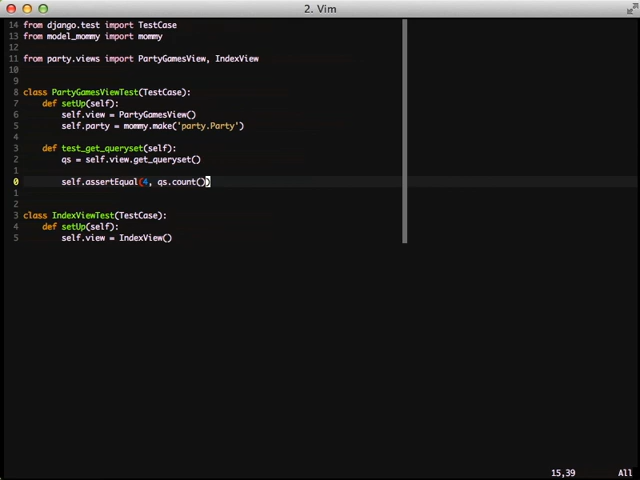 2. Vim
14 from django.test import TestCase
13 from model_mommy import mommy
12
11 from party.views import PartyGamesView, IndexView
10
9
8 class PartyGamesViewTest(TestCase):
7 def setUp(self):
6 self.view = PartyGamesView()
5 self.party = mommy.make('party.Party')
4
3 def test_get_queryset(self):
2 qs = self.view.get_queryset()
1
0 self.assertEqual(4, qs.count())
1
2
3 class IndexViewTest(TestCase):
4 def setUp(self):
5 self.view = IndexView()
15,39 All